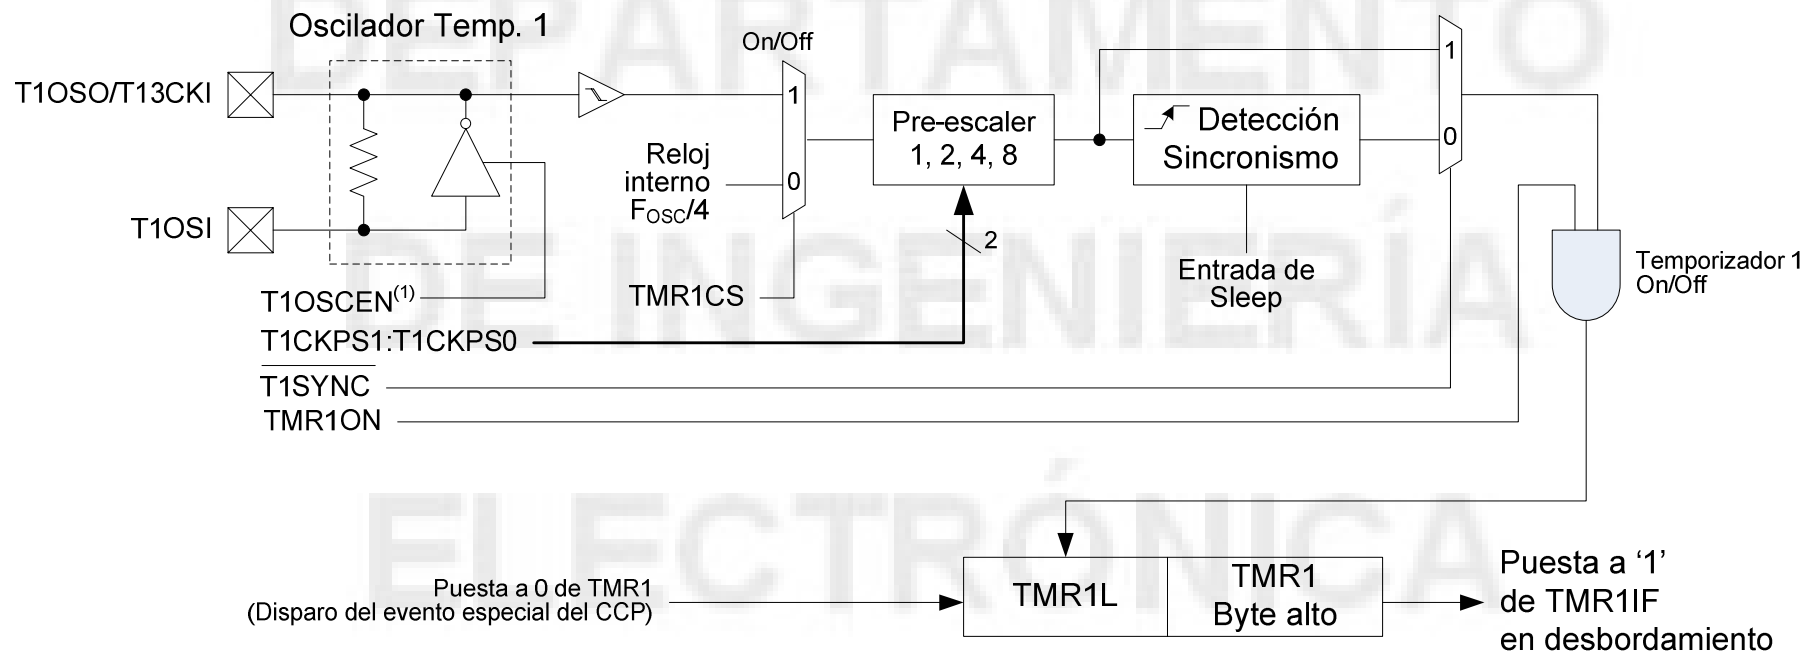 DEPARTAMENTO
DE INGENIERÍA
ELECTRÓNICA
Oscilador Temp. 1
T1OSO/T13CKI
T1OSI
On/Off
1
0
Reloj
interno
FOSC/4
Pre-escaler
1, 2, 4, 8
2
Detección
Sincronismo
Entrada de
Sleep
1
0
Temporizador 1
On/Off
T1OSCEN(1)
TMR1CS
T1CKPS1:T1CKPS0
T1SYNC
TMR1ON
Puesta a 0 de TMR1
(Disparo del evento especial del CCP)
TMR1L
TMR1
Byte alto
Puesta a ‘1’
de TMR1IF
en desbordamiento